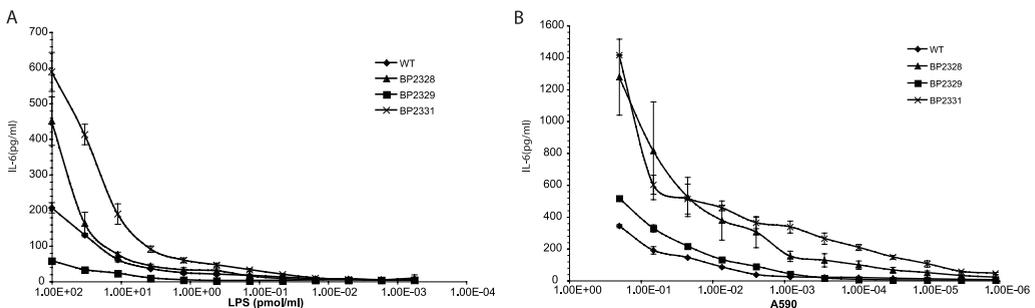 A
700
600
500
400
300
200
100
0
IL-6(pg/ml)
1.00E+02 1.00E+01 1.00E+00 1.00E-01 1.00E-02 1.00E-03 1.00E-04
LPS (pmol/ml)
WT
BP2328
BP2329
BP2331
B
1600
1400
1200
1000
800
600
400
200
0
IL-6(pg/ml)
1.00E+00 1.00E-01 1.00E-02 1.00E-03 1.00E-04 1.00E-05 1.00E-06
A590
WT
BP2328
BP2329
BP2331